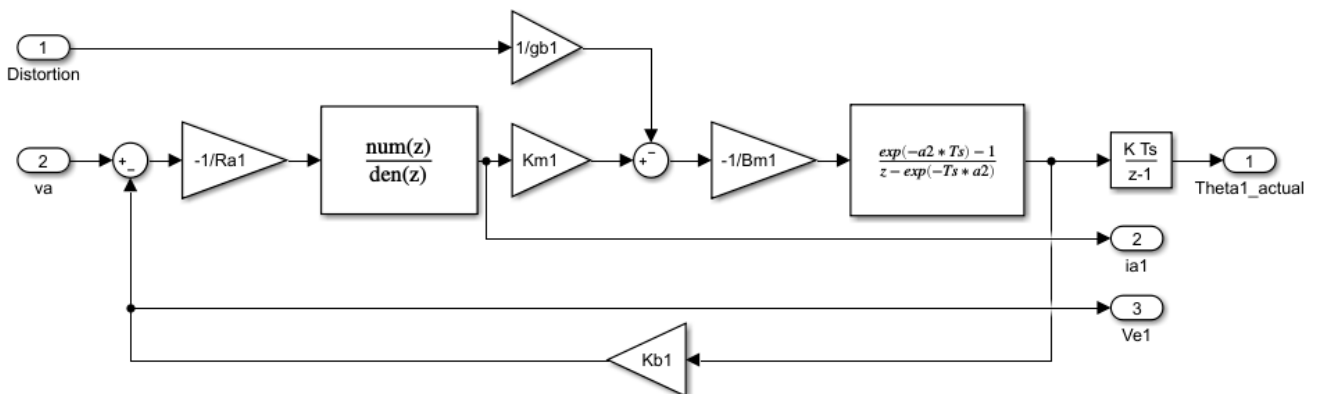 1
Distortion
1/gb1
2
va
+
−
-1/Ra1
num(z)
den(z)
Km1
+
−
-1/Bm1
exp(−a2 * Ts) − 1
z − exp(−Ts * a2)
K Ts
z-1
1
Theta1_actual
2
ia1
3
Ve1
Kb1